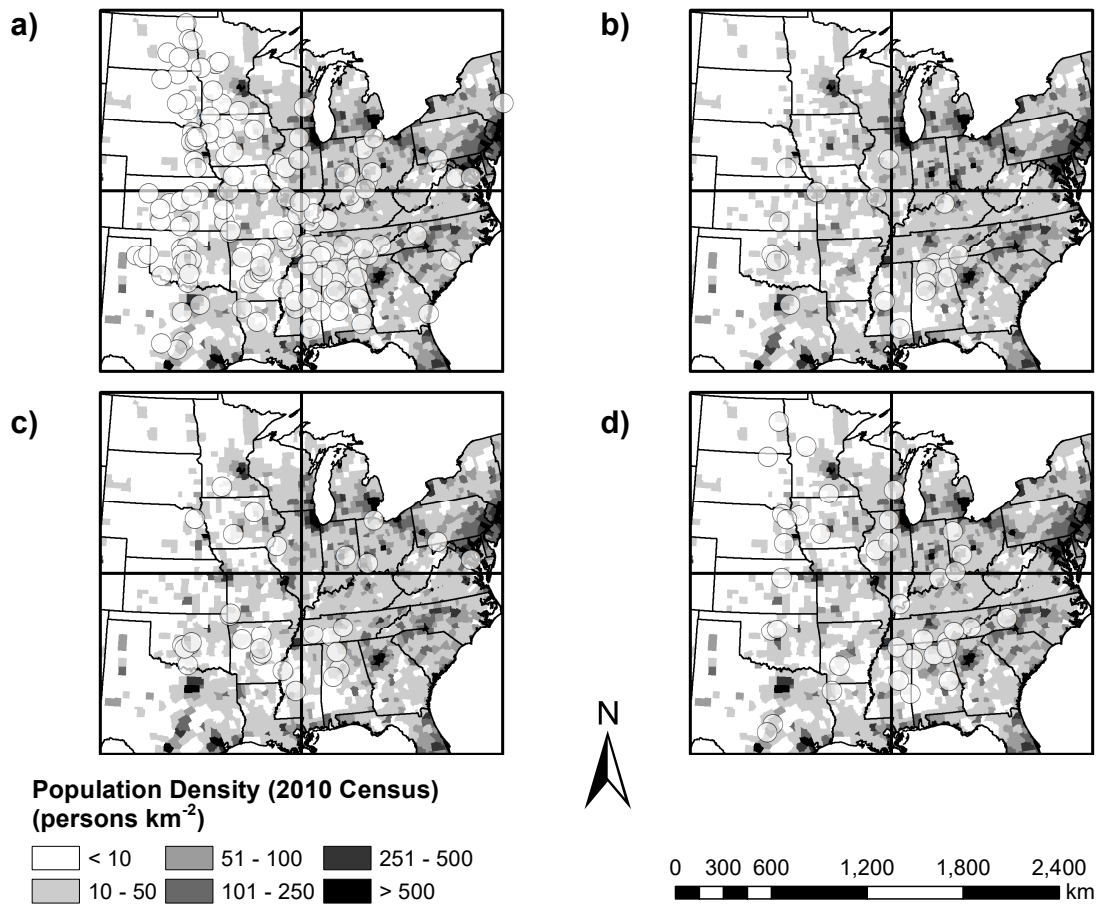 a)
b)
c)
d)
N
Population Density (2010 Census)
(persons km-2)
< 10
51 - 100
251 - 500
10 - 50
101 - 250
> 500
0 300 600 1,200 1,800 2,400
km